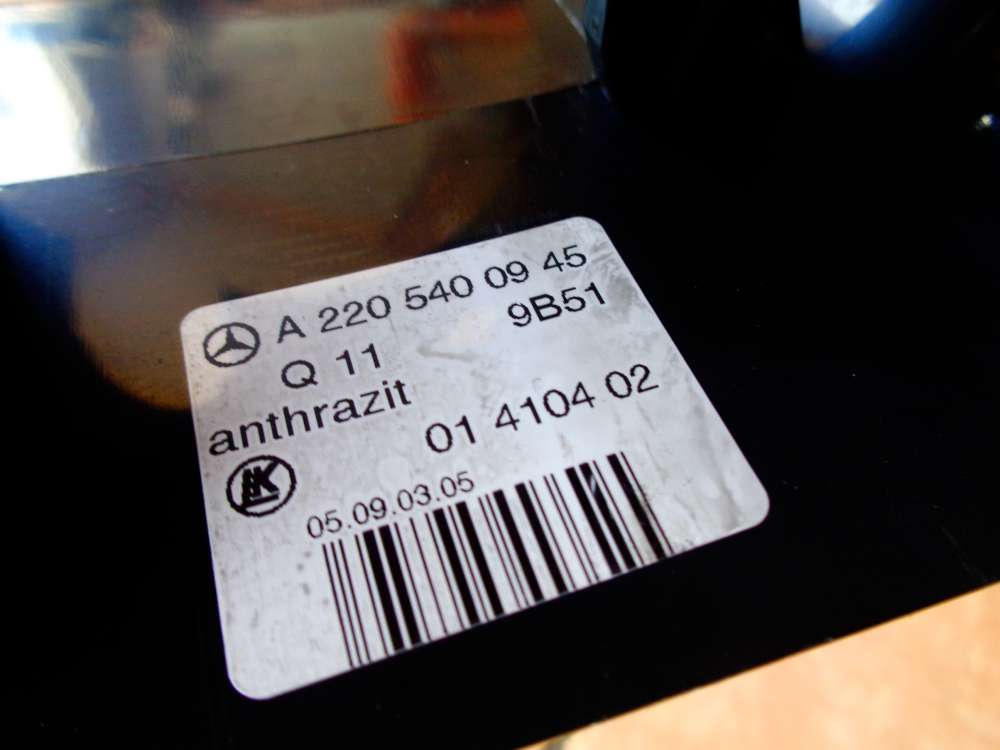 A 220 540 09 45
Q 11 9B51
anthrazit
01 4104 02
05.09.03.05